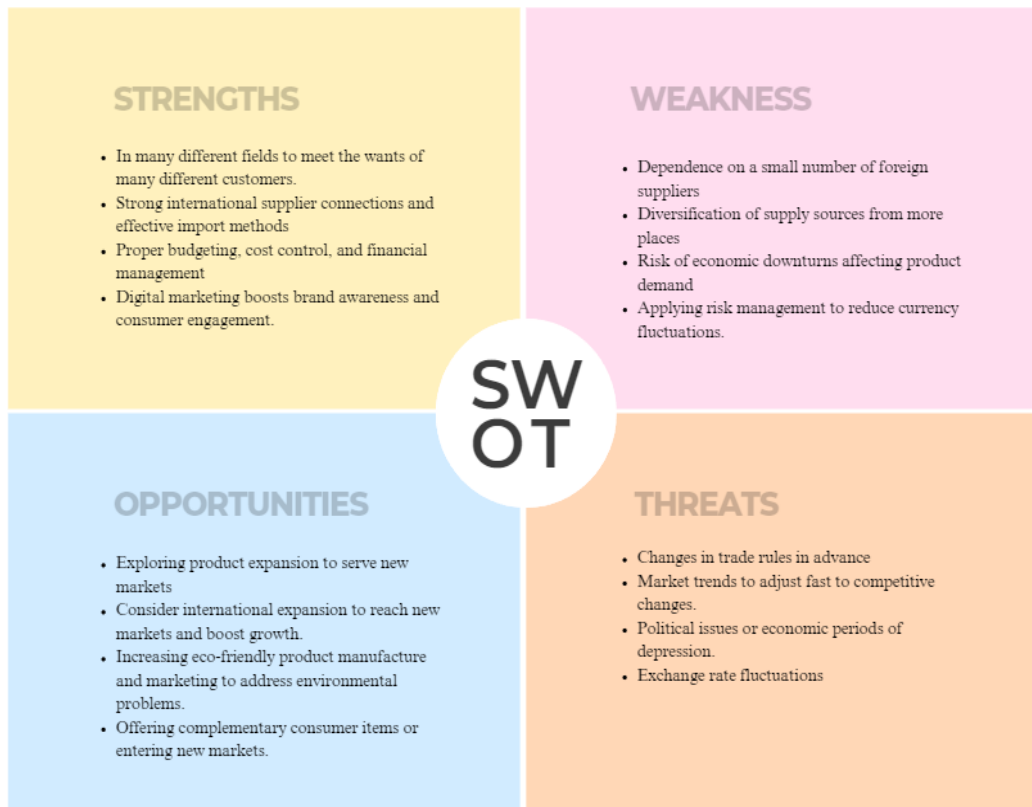 STRENGTHS
• In many different fields to meet the wants of
many different customers.
• Strong international supplier connections and
effective import methods
• Proper budgeting, cost control, and financial
management
• Digital marketing boosts brand awareness and
consumer engagement.
WEAKNESS
• Dependence on a small number of foreign
suppliers
• Diversification of supply sources from more
places
• Risk of economic downturns affecting product
demand
• Applying risk management to reduce currency
fluctuations.
SW
OT
OPPORTUNITIES
• Exploring product expansion to serve new
markets
• Consider international expansion to reach new
markets and boost growth.
• Increasing eco-friendly product manufacture
and marketing to address environmental
problems.
• Offering complementary consumer items or
entering new markets.
THREATS
• Changes in trade rules in advance
• Market trends to adjust fast to competitive
changes.
• Political issues or economic periods of
depression.
• Exchange rate fluctuations